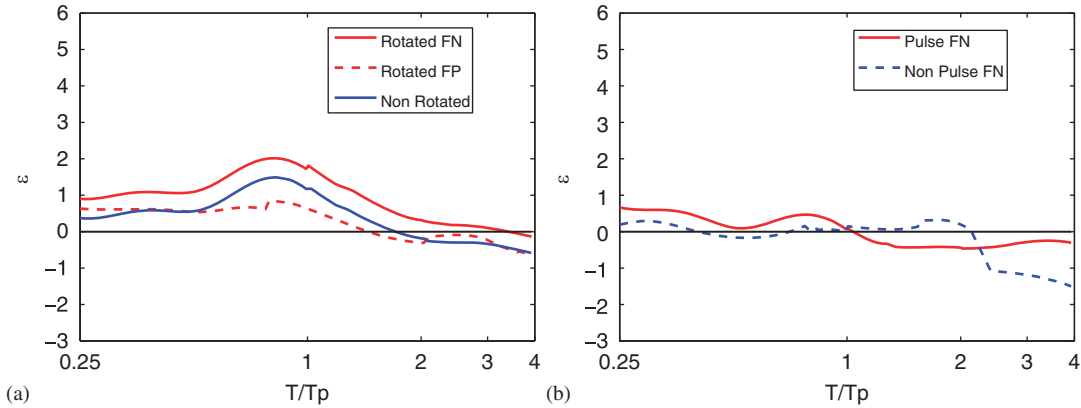 6
5
4
3
2
1
0
−1
−2
−3
ε
Rotated FN
Rotated FP
Non Rotated
0.25 1 2 3 4
T/Tp
(a)
6
5
4
3
2
1
0
−1
−2
−3
ε
Pulse FN
Non Pulse FN
0.25 1 2 3 4
T/Tp
(b)